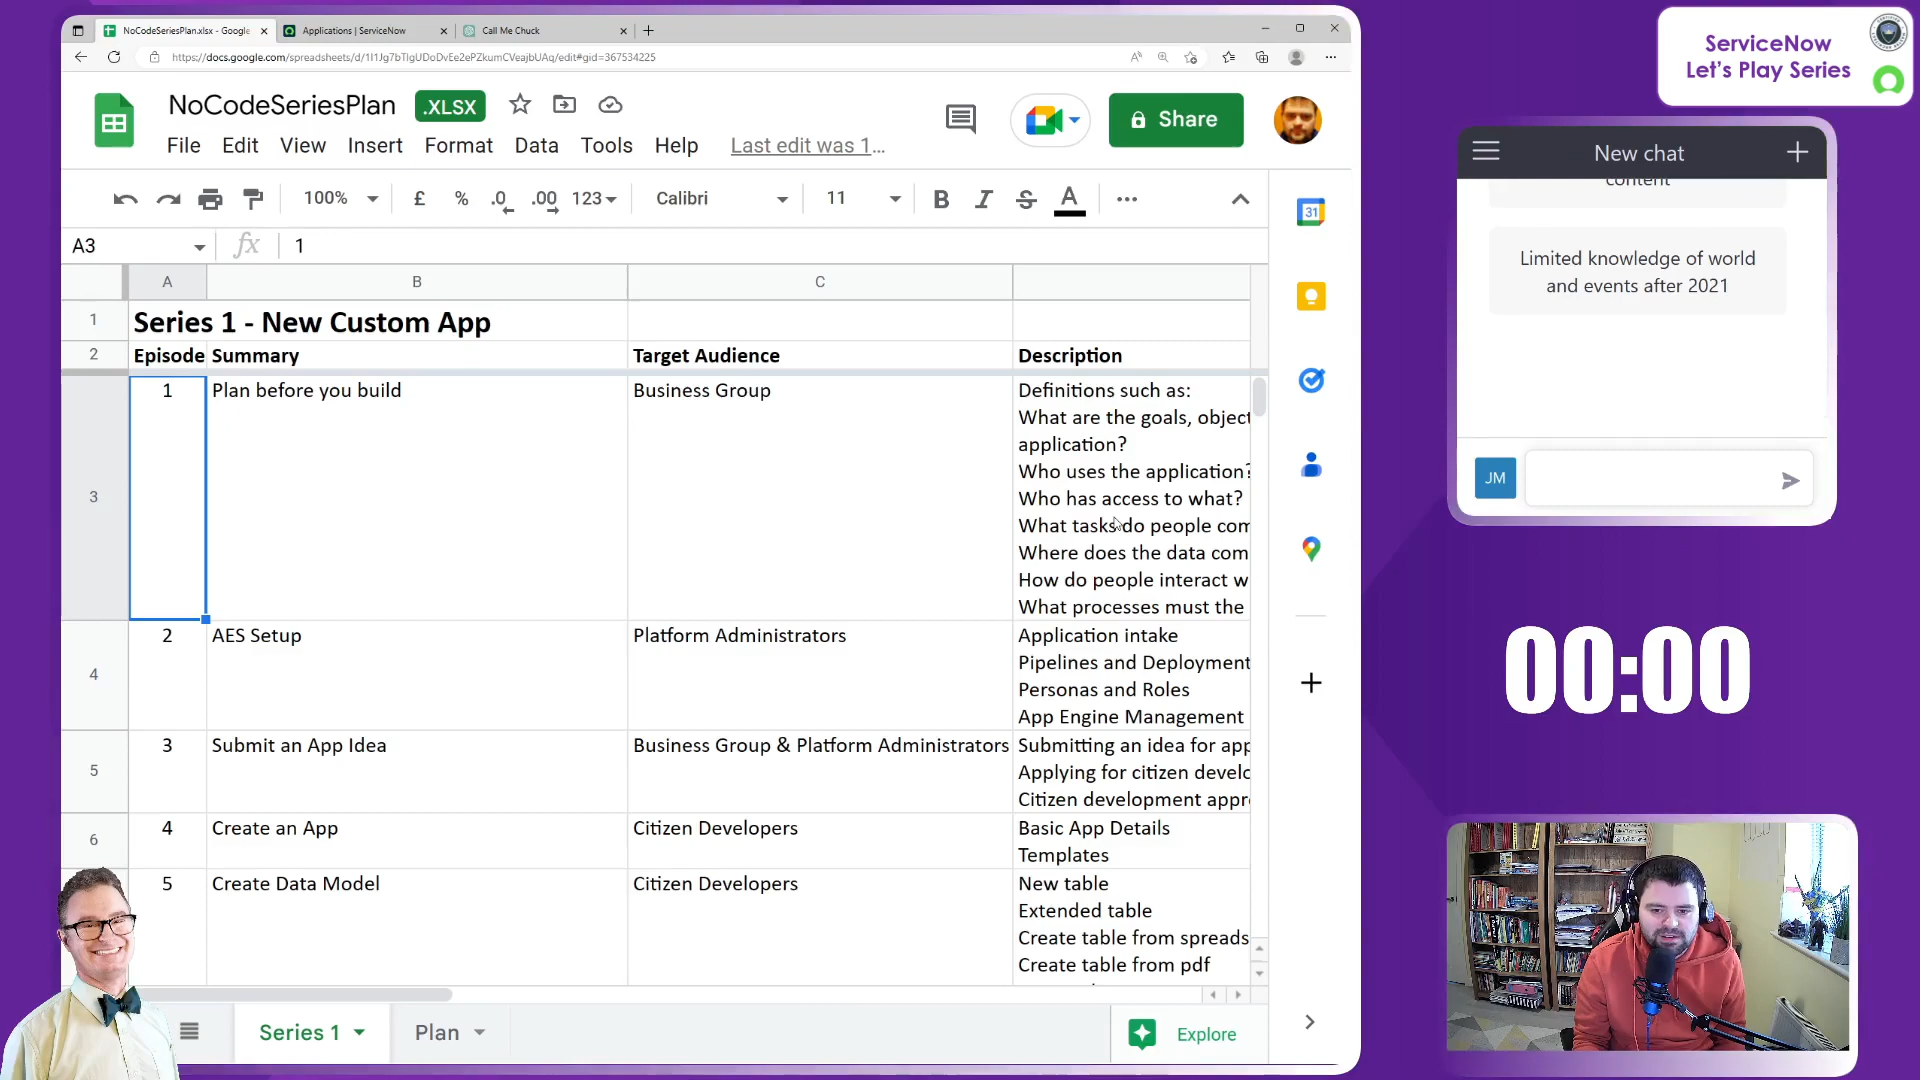 NoCodeSeriesPlan.xlsx - Google
Applications | ServiceNow
Call Me Chuck
https://docs.google.com/spreadsheets/d/1I1Jg7bTIgUDoDvEe2ePZkumCVeajbUAq/edit#gid=367534225
NoCodeSeriesPlan .XLSX
Share
File Edit View Insert Format Data Tools Help Last edit was 1...
100% £ % .0 .00 123 Calibri 11 B I S A
A3 fx 1
A B C
1 Series 1 - New Custom App
2 Episode Summary Target Audience Description
3 1 Plan before you build Business Group Definitions such as:
What are the goals, object
application?
Who uses the application?
Who has access to what?
What tasks do people com
Where does the data com
How do people interact w
What processes must the
4 2 AES Setup Platform Administrators Application intake
Pipelines and Deployment
Personas and Roles
App Engine Management
5 3 Submit an App Idea Business Group & Platform Administrators Submitting an idea for app
Applying for citizen develo
Citizen development appr
6 4 Create an App Citizen Developers Basic App Details
Templates
5 Create Data Model Citizen Developers New table
Extended table
Create table from spreads
Create table from pdf
Series 1 Plan Explore
31
ServiceNow
Let's Play Series
New chat
content
Limited knowledge of world
and events after 2021
JM
00:00